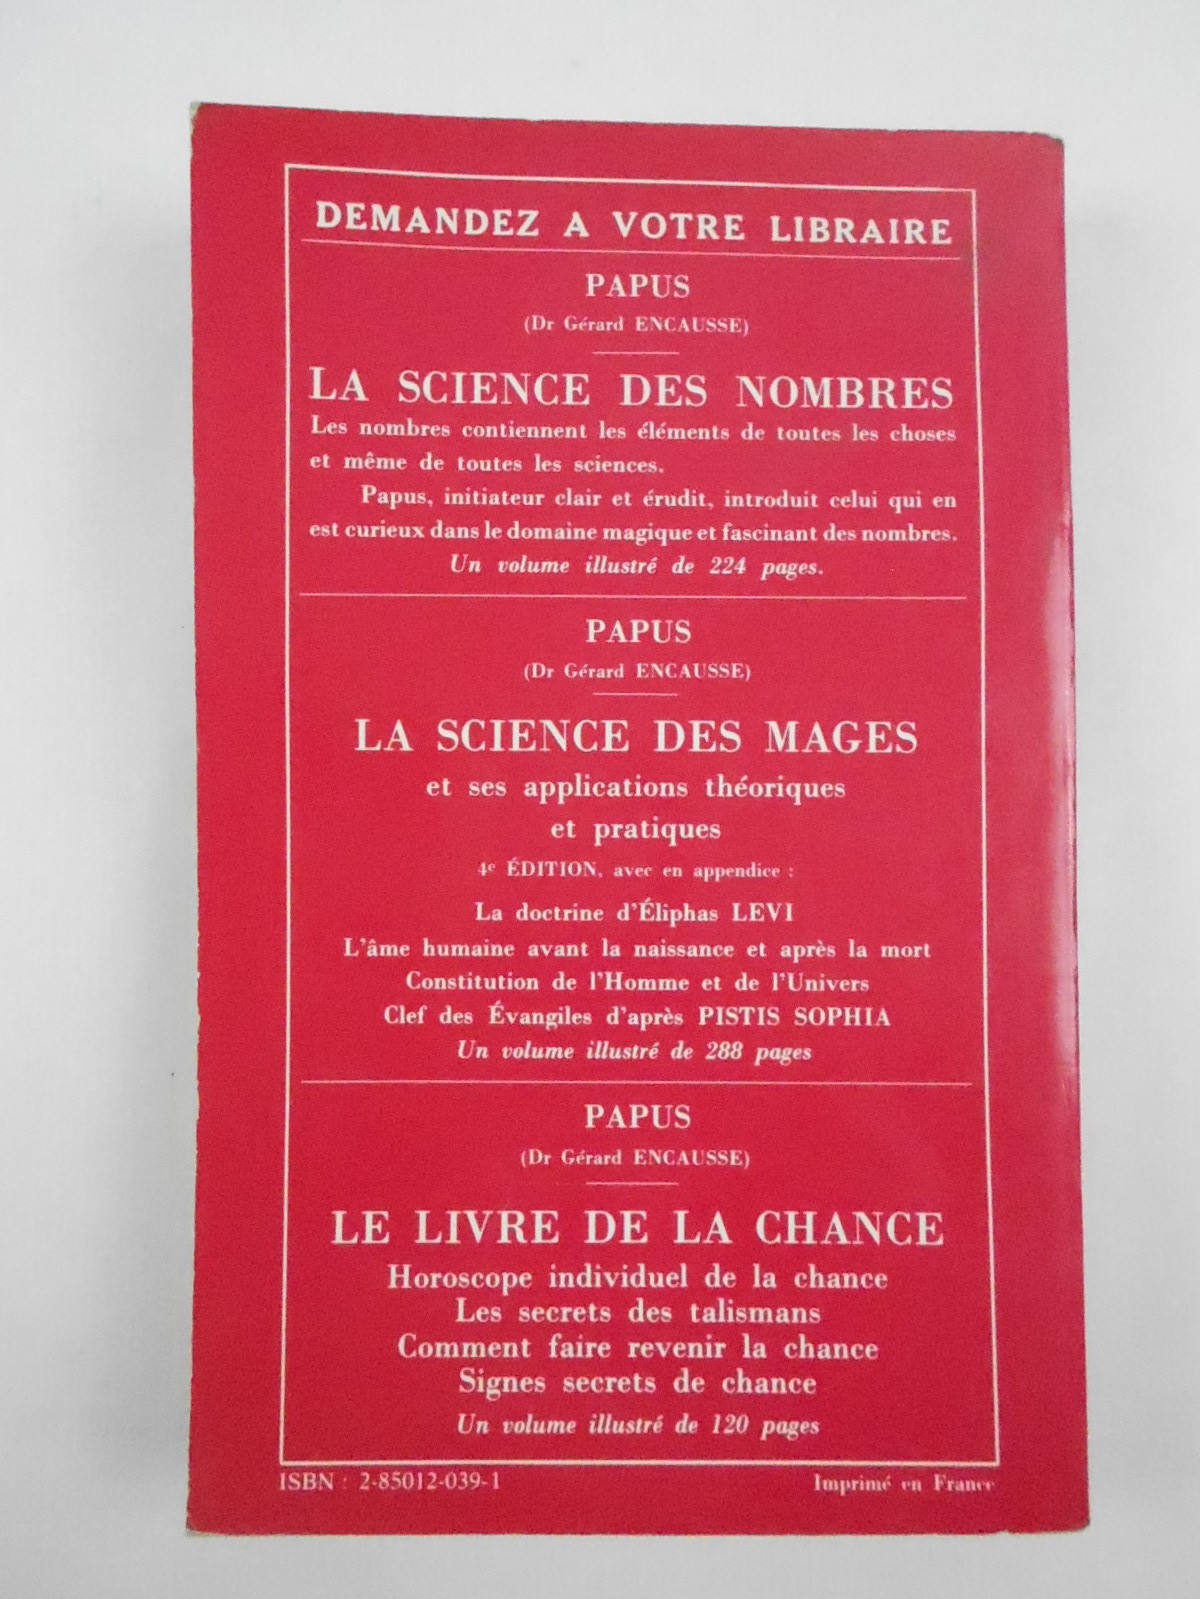 DEMANDEZ A VOTRE LIBRAIRE
PAPUS
(Dr Gérard ENCAUSSE)
LA SCIENCE DES NOMBRES
Les nombres contiennent les éléments de toutes les choses
et même de toutes les sciences.
Papus, initiateur clair et érudit, introduit celui qui en
est curieux dans le domaine magique et fascinant des nombres.
Un volume illustré de 224 pages.
PAPUS
(Dr Gérard ENCAUSSE)
LA SCIENCE DES MAGES
et ses applications théoriques
et pratiques
4e ÉDITION, avec en appendice :
La doctrine d'Éliphas LEVI
L'âme humaine avant la naissance et après la mort
Constitution de l'Homme et de l'Univers
Clef des Évangiles d'après PISTIS SOPHIA
Un volume illustré de 288 pages
PAPUS
(Dr Gérard ENCAUSSE)
LE LIVRE DE LA CHANCE
Horoscope individuel de la chance
Les secrets des talismans
Comment faire revenir la chance
Signes secrets de chance
Un volume illustré de 120 pages
ISBN : 2-85012-039-1
Imprimé en France